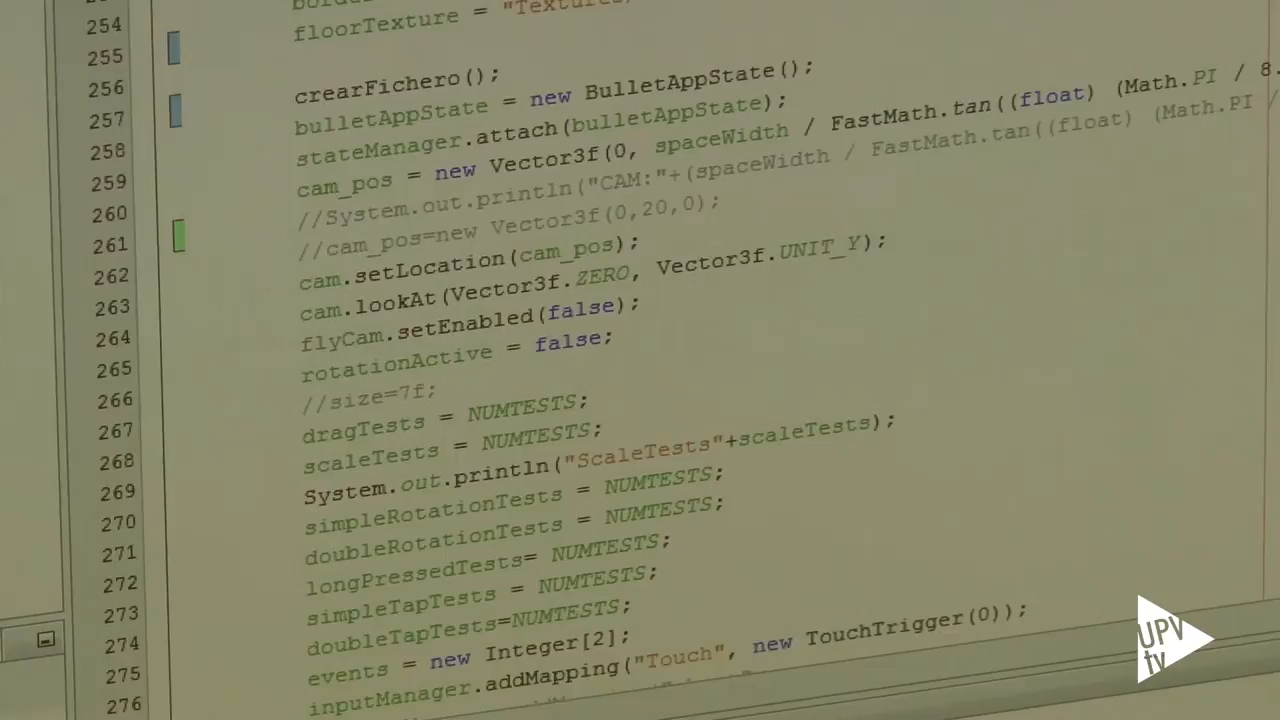 254
floorTexture = "Textures
255
256 crearFichero();
257 bulletAppState = new BulletAppState();
258 stateManager.attach(bulletAppState);
259 cam_pos = new Vector3f(0, spaceWidth / FastMath.tan((float) (Math.PI / 8.
260 //System.out.println("CAM:"+(spaceWidth / FastMath.tan((float) (Math.PI /
261 //cam_pos=new Vector3f(0,20,0);
262 cam.setLocation(cam_pos);
263 cam.lookAt(Vector3f.ZERO, Vector3f.UNIT_Y);
264 flyCam.setEnabled(false);
265 rotationActive = false;
266 //size=7f;
267 dragTests = NUMTESTS;
268 scaleTests = NUMTESTS;
269 System.out.println("ScaleTests"+scaleTests);
270 simpleRotationTests = NUMTESTS;
271 doubleRotationTests = NUMTESTS;
272 longPressedTests= NUMTESTS;
273 simpleTapTests = NUMTESTS;
274 doubleTapTests=NUMTESTS;
275 events = new Integer[2];
276 inputManager.addMapping("Touch", new TouchTrigger(0));
UPV
tv